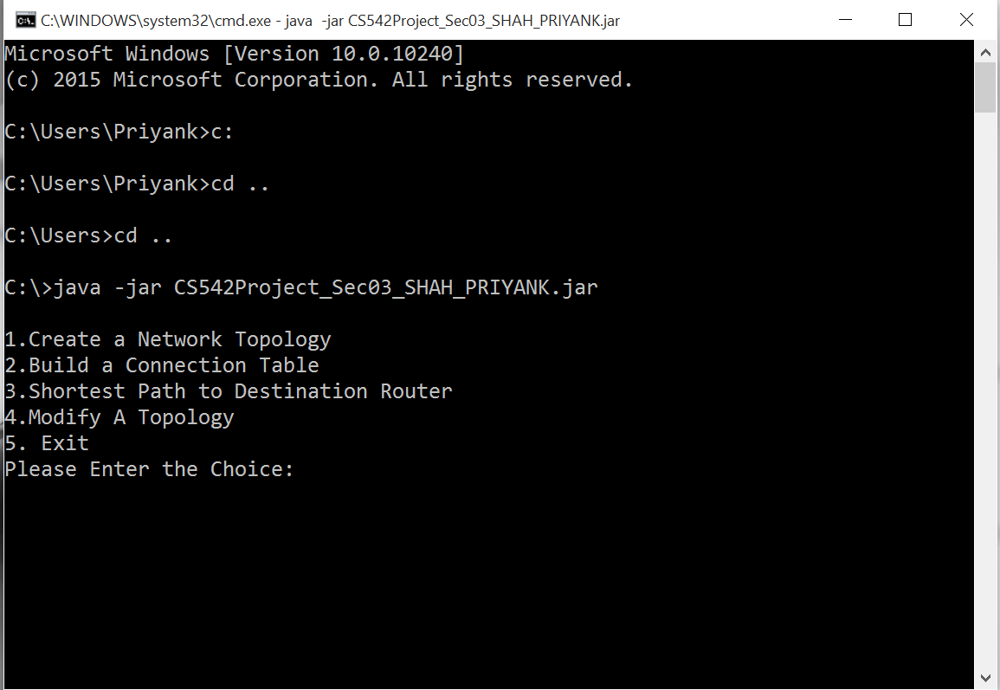 C:\WINDOWS\system32\cmd.exe - java  -jar CS542Project_Sec03_SHAH_PRIYANK.jar
Microsoft Windows [Version 10.0.10240]
(c) 2015 Microsoft Corporation. All rights reserved.
C:\Users\Priyank>c:
C:\Users\Priyank>cd ..
C:\Users>cd ..
C:\>java -jar CS542Project_Sec03_SHAH_PRIYANK.jar
1.Create a Network Topology
2.Build a Connection Table
3.Shortest Path to Destination Router
4.Modify A Topology
5. Exit
Please Enter the Choice: